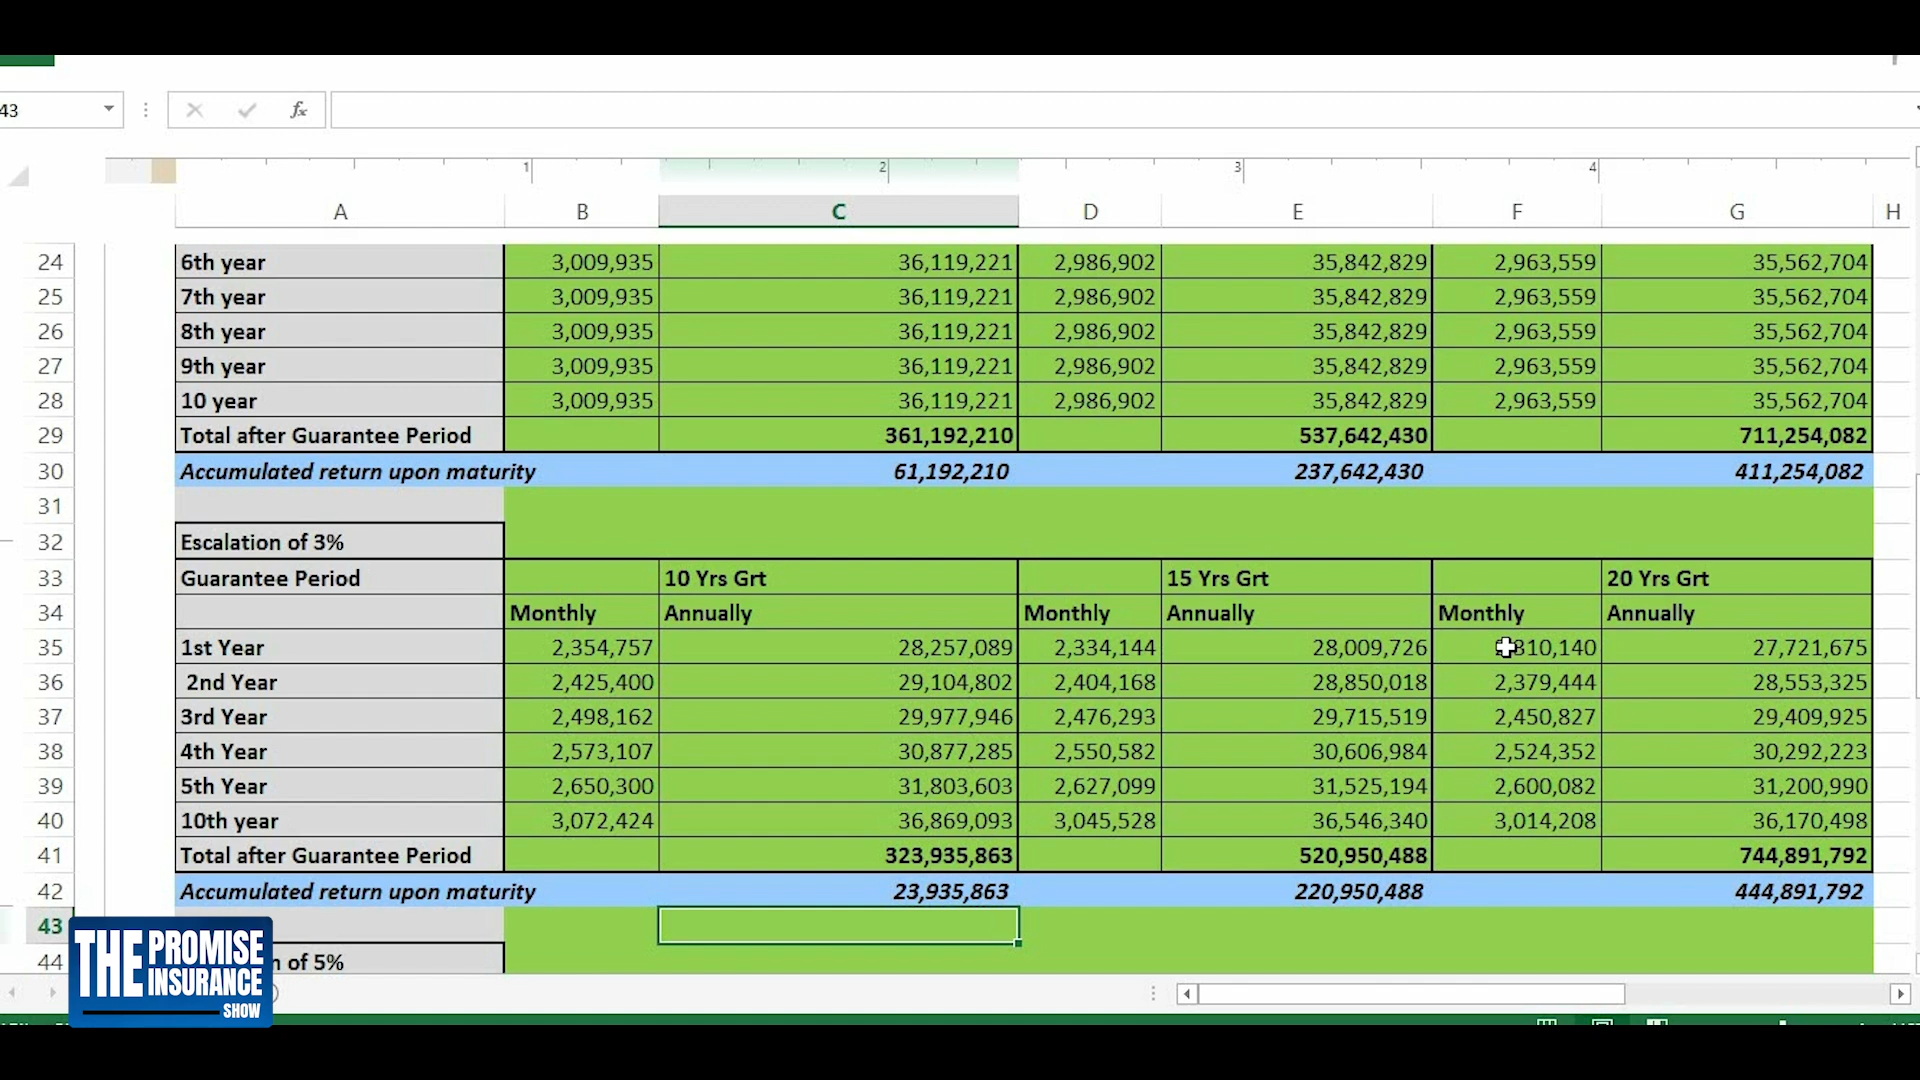 43
fx
1 2 3 4
A B C D E F G H
24 6th year 3,009,935 36,119,221 2,986,902 35,842,829 2,963,559 35,562,704
25 7th year 3,009,935 36,119,221 2,986,902 35,842,829 2,963,559 35,562,704
26 8th year 3,009,935 36,119,221 2,986,902 35,842,829 2,963,559 35,562,704
27 9th year 3,009,935 36,119,221 2,986,902 35,842,829 2,963,559 35,562,704
28 10 year 3,009,935 36,119,221 2,986,902 35,842,829 2,963,559 35,562,704
29 Total after Guarantee Period 361,192,210 537,642,430 711,254,082
30 Accumulated return upon maturity 61,192,210 237,642,430 411,254,082
31
32 Escalation of 3%
33 Guarantee Period 10 Yrs Grt 15 Yrs Grt 20 Yrs Grt
34 Monthly Annually Monthly Annually Monthly Annually
35 1st Year 2,354,757 28,257,089 2,334,144 28,009,726 310,140 27,721,675
36 2nd Year 2,425,400 29,104,802 2,404,168 28,850,018 2,379,444 28,553,325
37 3rd Year 2,498,162 29,977,946 2,476,293 29,715,519 2,450,827 29,409,925
38 4th Year 2,573,107 30,877,285 2,550,582 30,606,984 2,524,352 30,292,223
39 5th Year 2,650,300 31,803,603 2,627,099 31,525,194 2,600,082 31,200,990
40 10th year 3,072,424 36,869,093 3,045,528 36,546,340 3,014,208 36,170,498
41 Total after Guarantee Period 323,935,863 520,950,488 744,891,792
42 Accumulated return upon maturity 23,935,863 220,950,488 444,891,792
43
44 n of 5%
THE PROMISE
INSURANCE
SHOW